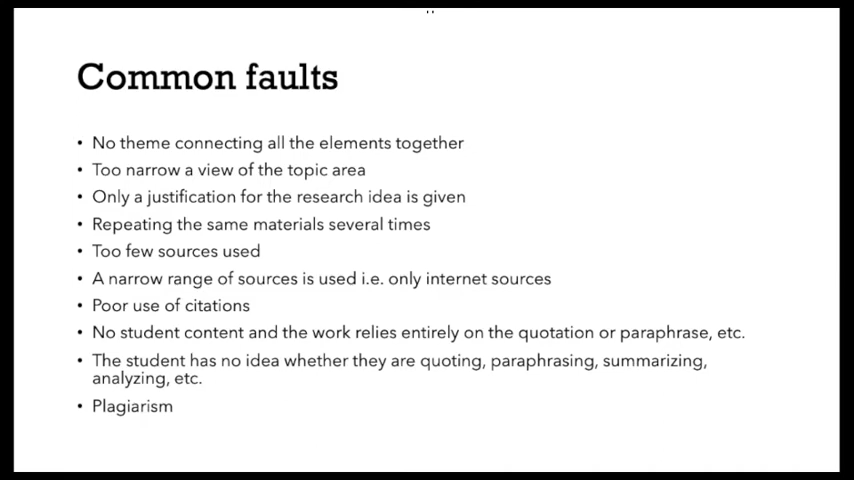 Common faults
• No theme connecting all the elements together
• Too narrow a view of the topic area
• Only a justification for the research idea is given
• Repeating the same materials several times
• Too few sources used
• A narrow range of sources is used i.e. only internet sources
• Poor use of citations
• No student content and the work relies entirely on the quotation or paraphrase, etc.
• The student has no idea whether they are quoting, paraphrasing, summarizing,
analyzing, etc.
• Plagiarism